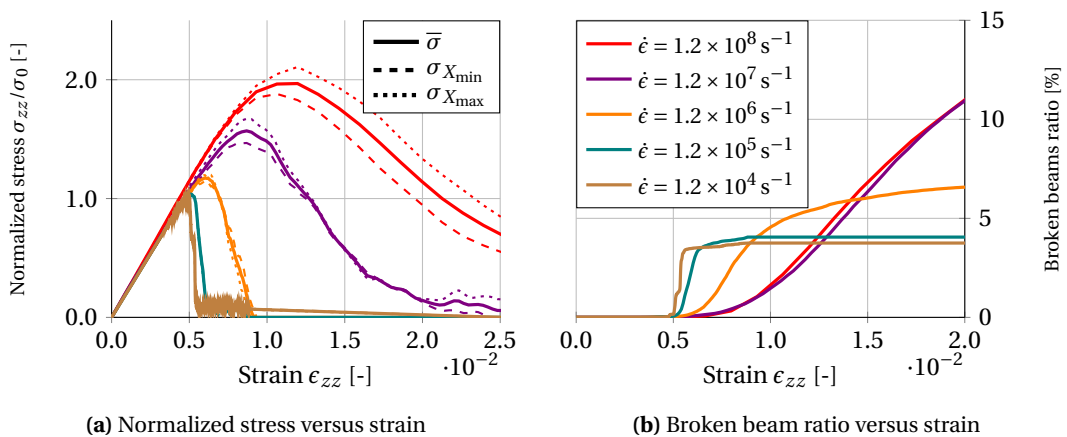 Normalized stress σzz/σ0 [-]
2.0
1.0
0.0
σ̅
σXmin
σXmax
0.0 0.5 1.0 1.5 2.0 2.5
·10−2
Strain ϵzz [-]
(a) Normalized stress versus strain
ϵ̇ = 1.2 × 10^8 s−1
ϵ̇ = 1.2 × 10^7 s−1
ϵ̇ = 1.2 × 10^6 s−1
ϵ̇ = 1.2 × 10^5 s−1
ϵ̇ = 1.2 × 10^4 s−1
15
10
5
0
Broken beams ratio [%]
0.0 0.5 1.0 1.5 2.0
·10−2
Strain ϵzz [-]
(b) Broken beam ratio versus strain